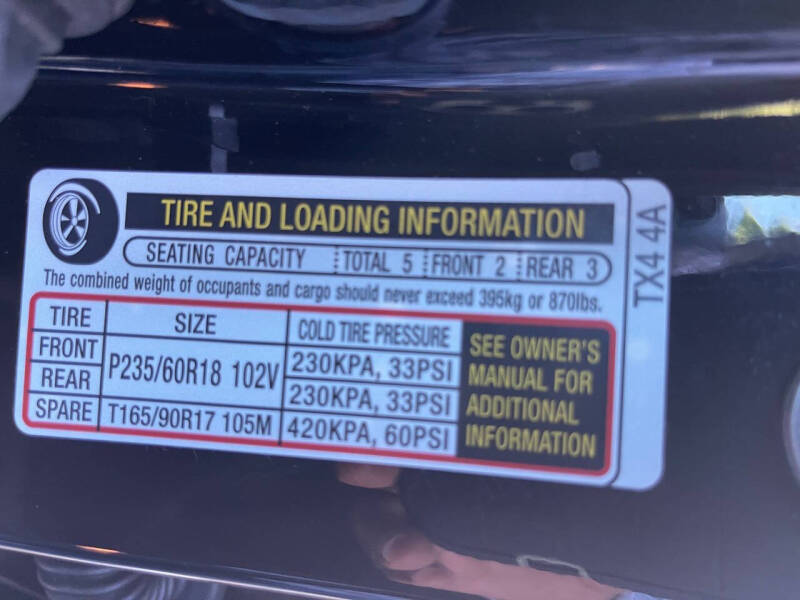 TIRE AND LOADING INFORMATION
SEATING CAPACITY TOTAL 5 FRONT 2 REAR 3
The combined weight of occupants and cargo should never exceed 395kg or 870lbs.
TIRE SIZE COLD TIRE PRESSURE
FRONT P235/60R18 102V 230KPA, 33PSI
REAR 230KPA, 33PSI
SPARE T165/90R17 105M 420KPA, 60PSI
SEE OWNER'S
MANUAL FOR
ADDITIONAL
INFORMATION
TX4 4A